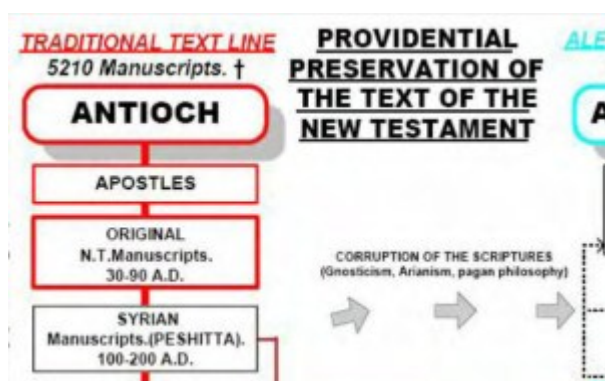 TRADITIONAL TEXT LINE
5210 Manuscripts. †
ANTIOCH
APOSTLES
ORIGINAL
N.T.Manuscripts.
30-90 A.D.
SYRIAN
Manuscripts.(PESHITTA).
100-200 A.D.
PROVIDENTIAL
PRESERVATION OF
THE TEXT OF THE
NEW TESTAMENT
CORRUPTION OF THE SCRIPTURES
(Gnosticism, Arianism, pagan philosophy)
ALE
A